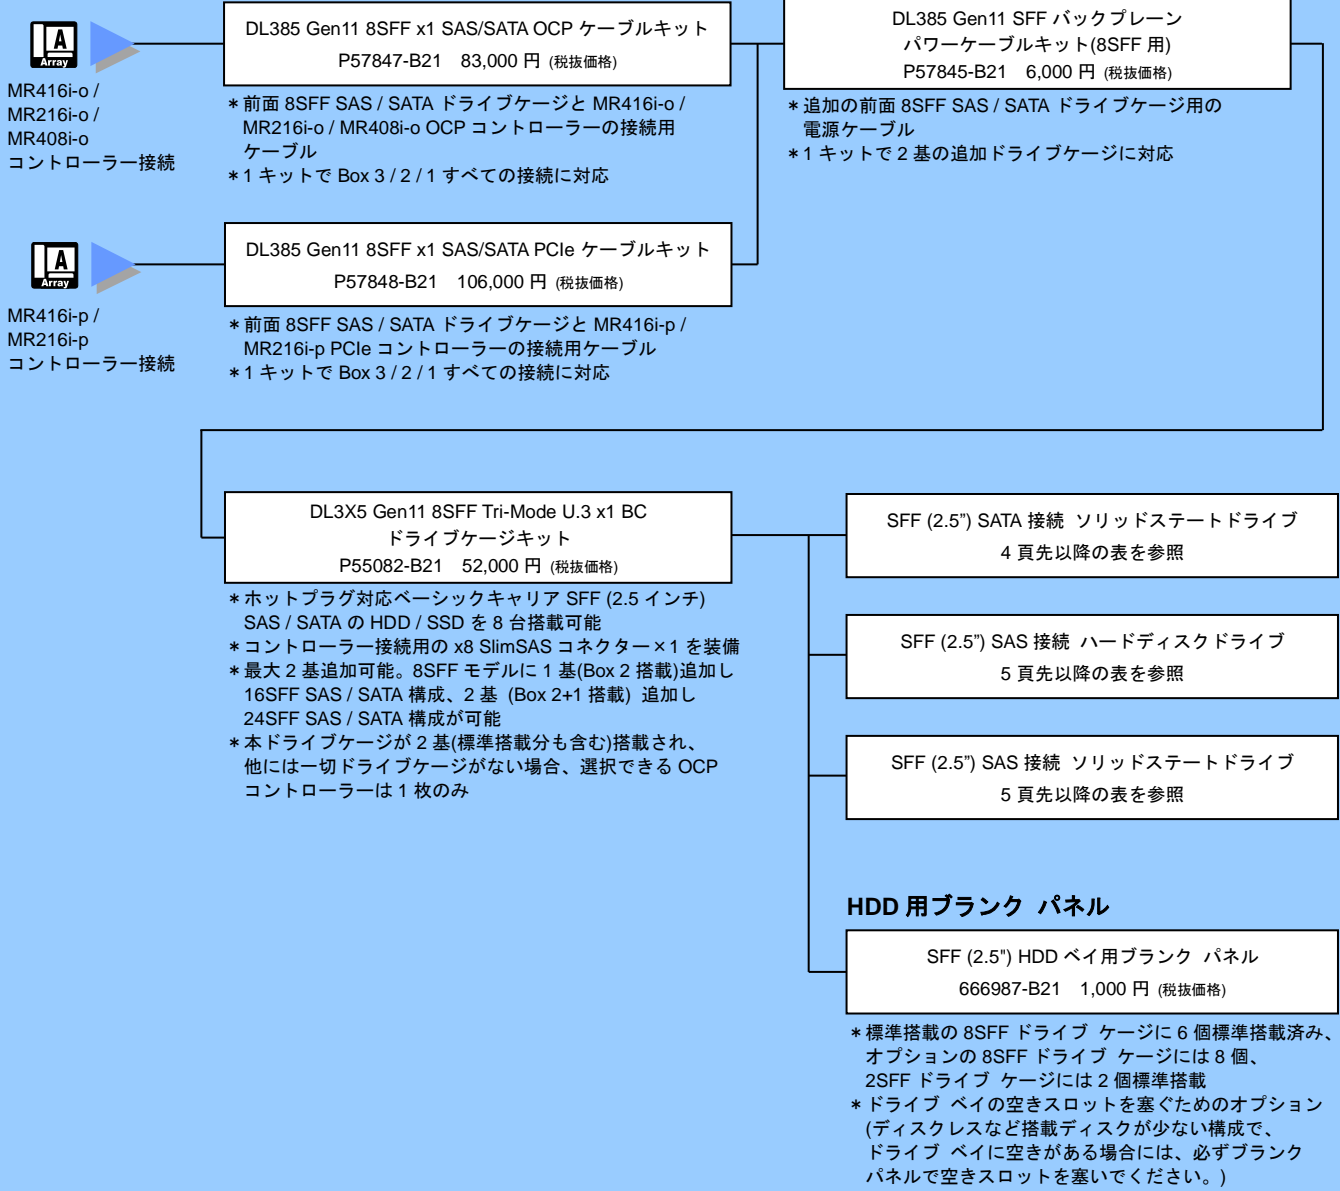 A
Array
MR416i-o /
MR216i-o /
MR408i-o
コントローラー接続
DL385 Gen11 8SFF x1 SAS/SATA OCP ケーブルキット
P57847-B21 83,000 円 (税抜価格)
*前面 8SFF SAS / SATA ドライブケージと MR416i-o /
MR216i-o / MR408i-o OCP コントローラーの接続用
ケーブル
*1 キットで Box 3 / 2 / 1 すべての接続に対応
DL385 Gen11 SFF バックプレーン
パワーケーブルキット(8SFF 用)
P57845-B21 6,000 円 (税抜価格)
*追加の前面 8SFF SAS / SATA ドライブケージ用の
電源ケーブル
*1 キットで 2 基の追加ドライブケージに対応
A
Array
MR416i-p /
MR216i-p
コントローラー接続
DL385 Gen11 8SFF x1 SAS/SATA PCIe ケーブルキット
P57848-B21 106,000 円 (税抜価格)
*前面 8SFF SAS / SATA ドライブケージと MR416i-p /
MR216i-p PCIe コントローラーの接続用ケーブル
*1 キットで Box 3 / 2 / 1 すべての接続に対応
DL3X5 Gen11 8SFF Tri-Mode U.3 x1 BC
ドライブケージキット
P55082-B21 52,000 円 (税抜価格)
*ホットプラグ対応ベーシックキャリア SFF (2.5 インチ)
SAS / SATA の HDD / SSD を 8 台搭載可能
*コントローラー接続用の x8 SlimSAS コネクター×1 を装備
*最大 2 基追加可能。8SFF モデルに 1 基(Box 2 搭載)追加し
16SFF SAS / SATA 構成、2 基 (Box 2+1 搭載) 追加し
24SFF SAS / SATA 構成が可能
*本ドライブケージが 2 基(標準搭載分も含む)搭載され、
他には一切ドライブケージがない場合、選択できる OCP
コントローラーは 1 枚のみ
SFF (2.5”) SATA 接続 ソリッドステートドライブ
4 頁先以降の表を参照
SFF (2.5”) SAS 接続 ハードディスクドライブ
5 頁先以降の表を参照
SFF (2.5”) SAS 接続 ソリッドステートドライブ
5 頁先以降の表を参照
HDD 用ブランク パネル
SFF (2.5") HDD ベイ用ブランク パネル
666987-B21 1,000 円 (税抜価格)
*標準搭載の 8SFF ドライブ ケージに 6 個標準搭載済み、
オプションの 8SFF ドライブ ケージには 8 個、
2SFF ドライブ ケージには 2 個標準搭載
*ドライブ ベイの空きスロットを塞ぐためのオプション
(ディスクレスなど搭載ディスクが少ない構成で、
ドライブ ベイに空きがある場合には、必ずブランク
パネルで空きスロットを塞いでください。)